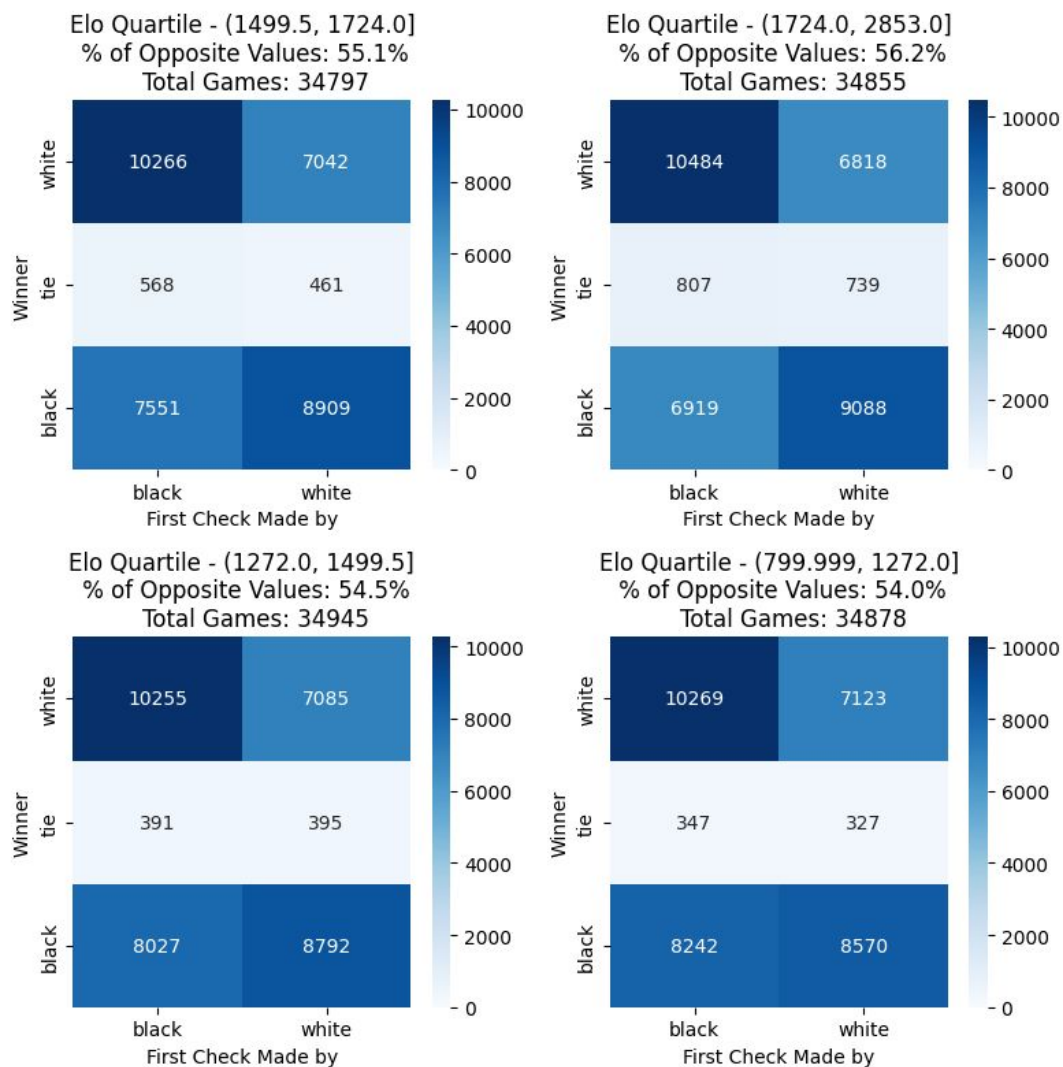 Elo Quartile - (1499.5, 1724.0]
% of Opposite Values: 55.1%
Total Games: 34797
white
tie
black
Winner
10266
7042
568
461
7551
8909
black
white
First Check Made by
10000
8000
6000
4000
2000
0
Elo Quartile - (1724.0, 2853.0]
% of Opposite Values: 56.2%
Total Games: 34855
white
tie
black
Winner
10484
6818
807
739
6919
9088
black
white
First Check Made by
10000
8000
6000
4000
2000
0
Elo Quartile - (1272.0, 1499.5]
% of Opposite Values: 54.5%
Total Games: 34945
white
tie
black
Winner
10255
7085
391
395
8027
8792
black
white
First Check Made by
10000
8000
6000
4000
2000
0
Elo Quartile - (799.999, 1272.0]
% of Opposite Values: 54.0%
Total Games: 34878
white
tie
black
Winner
10269
7123
347
327
8242
8570
black
white
First Check Made by
10000
8000
6000
4000
2000
0